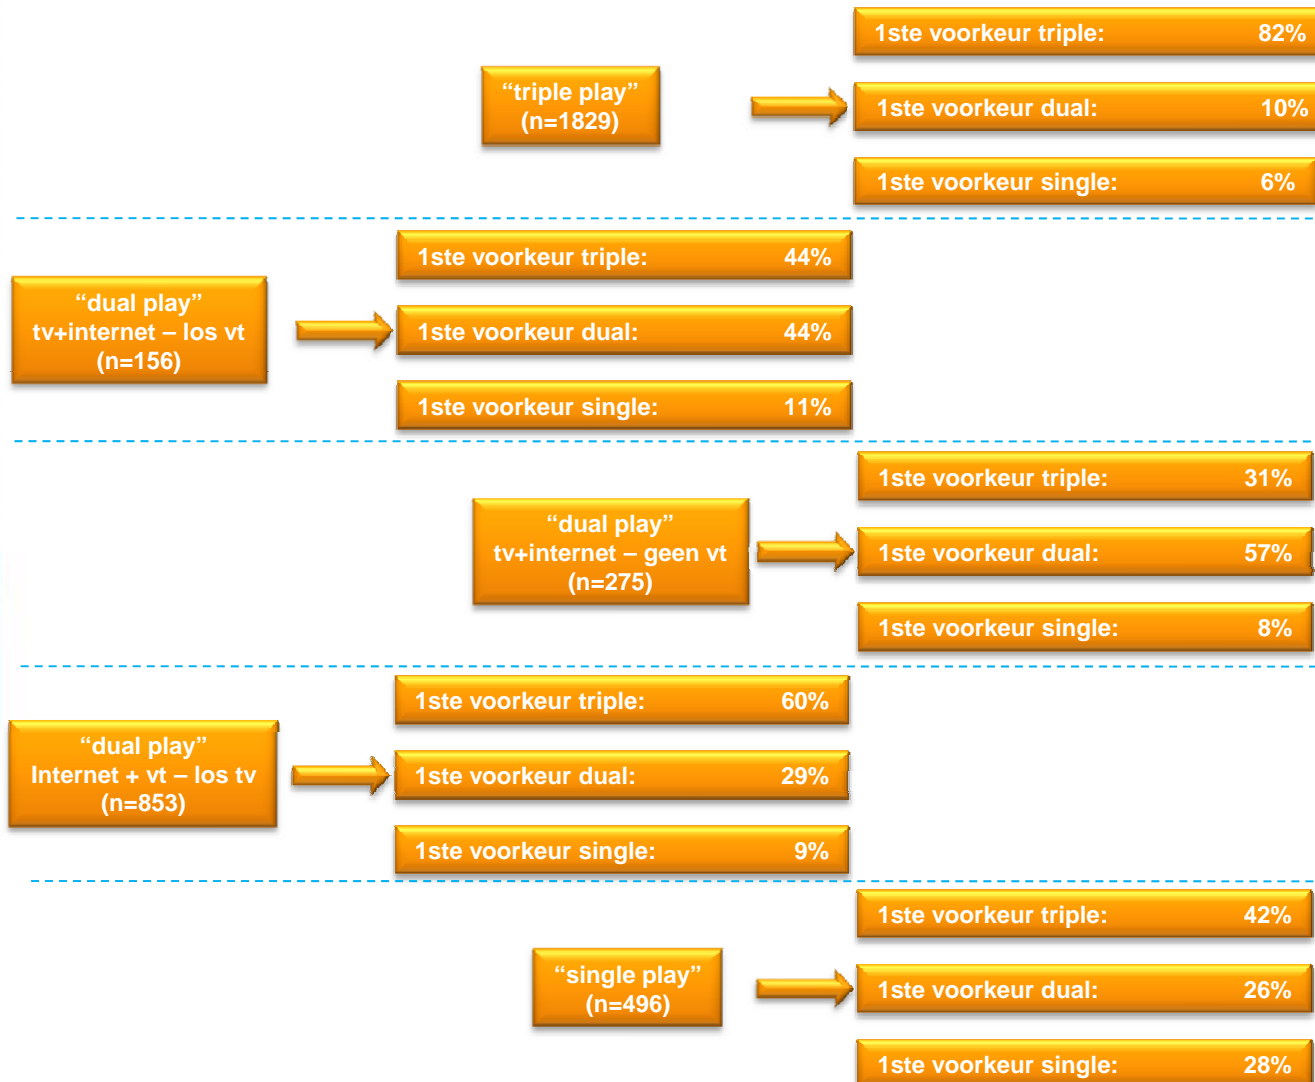 “triple play”
(n=1829)
1ste voorkeur triple: 82%
1ste voorkeur dual: 10%
1ste voorkeur single: 6%
“dual play”
tv+internet – los vt
(n=156)
1ste voorkeur triple: 44%
1ste voorkeur dual: 44%
1ste voorkeur single: 11%
“dual play”
tv+internet – geen vt
(n=275)
1ste voorkeur triple: 31%
1ste voorkeur dual: 57%
1ste voorkeur single: 8%
“dual play”
Internet + vt – los tv
(n=853)
1ste voorkeur triple: 60%
1ste voorkeur dual: 29%
1ste voorkeur single: 9%
“single play”
(n=496)
1ste voorkeur triple: 42%
1ste voorkeur dual: 26%
1ste voorkeur single: 28%